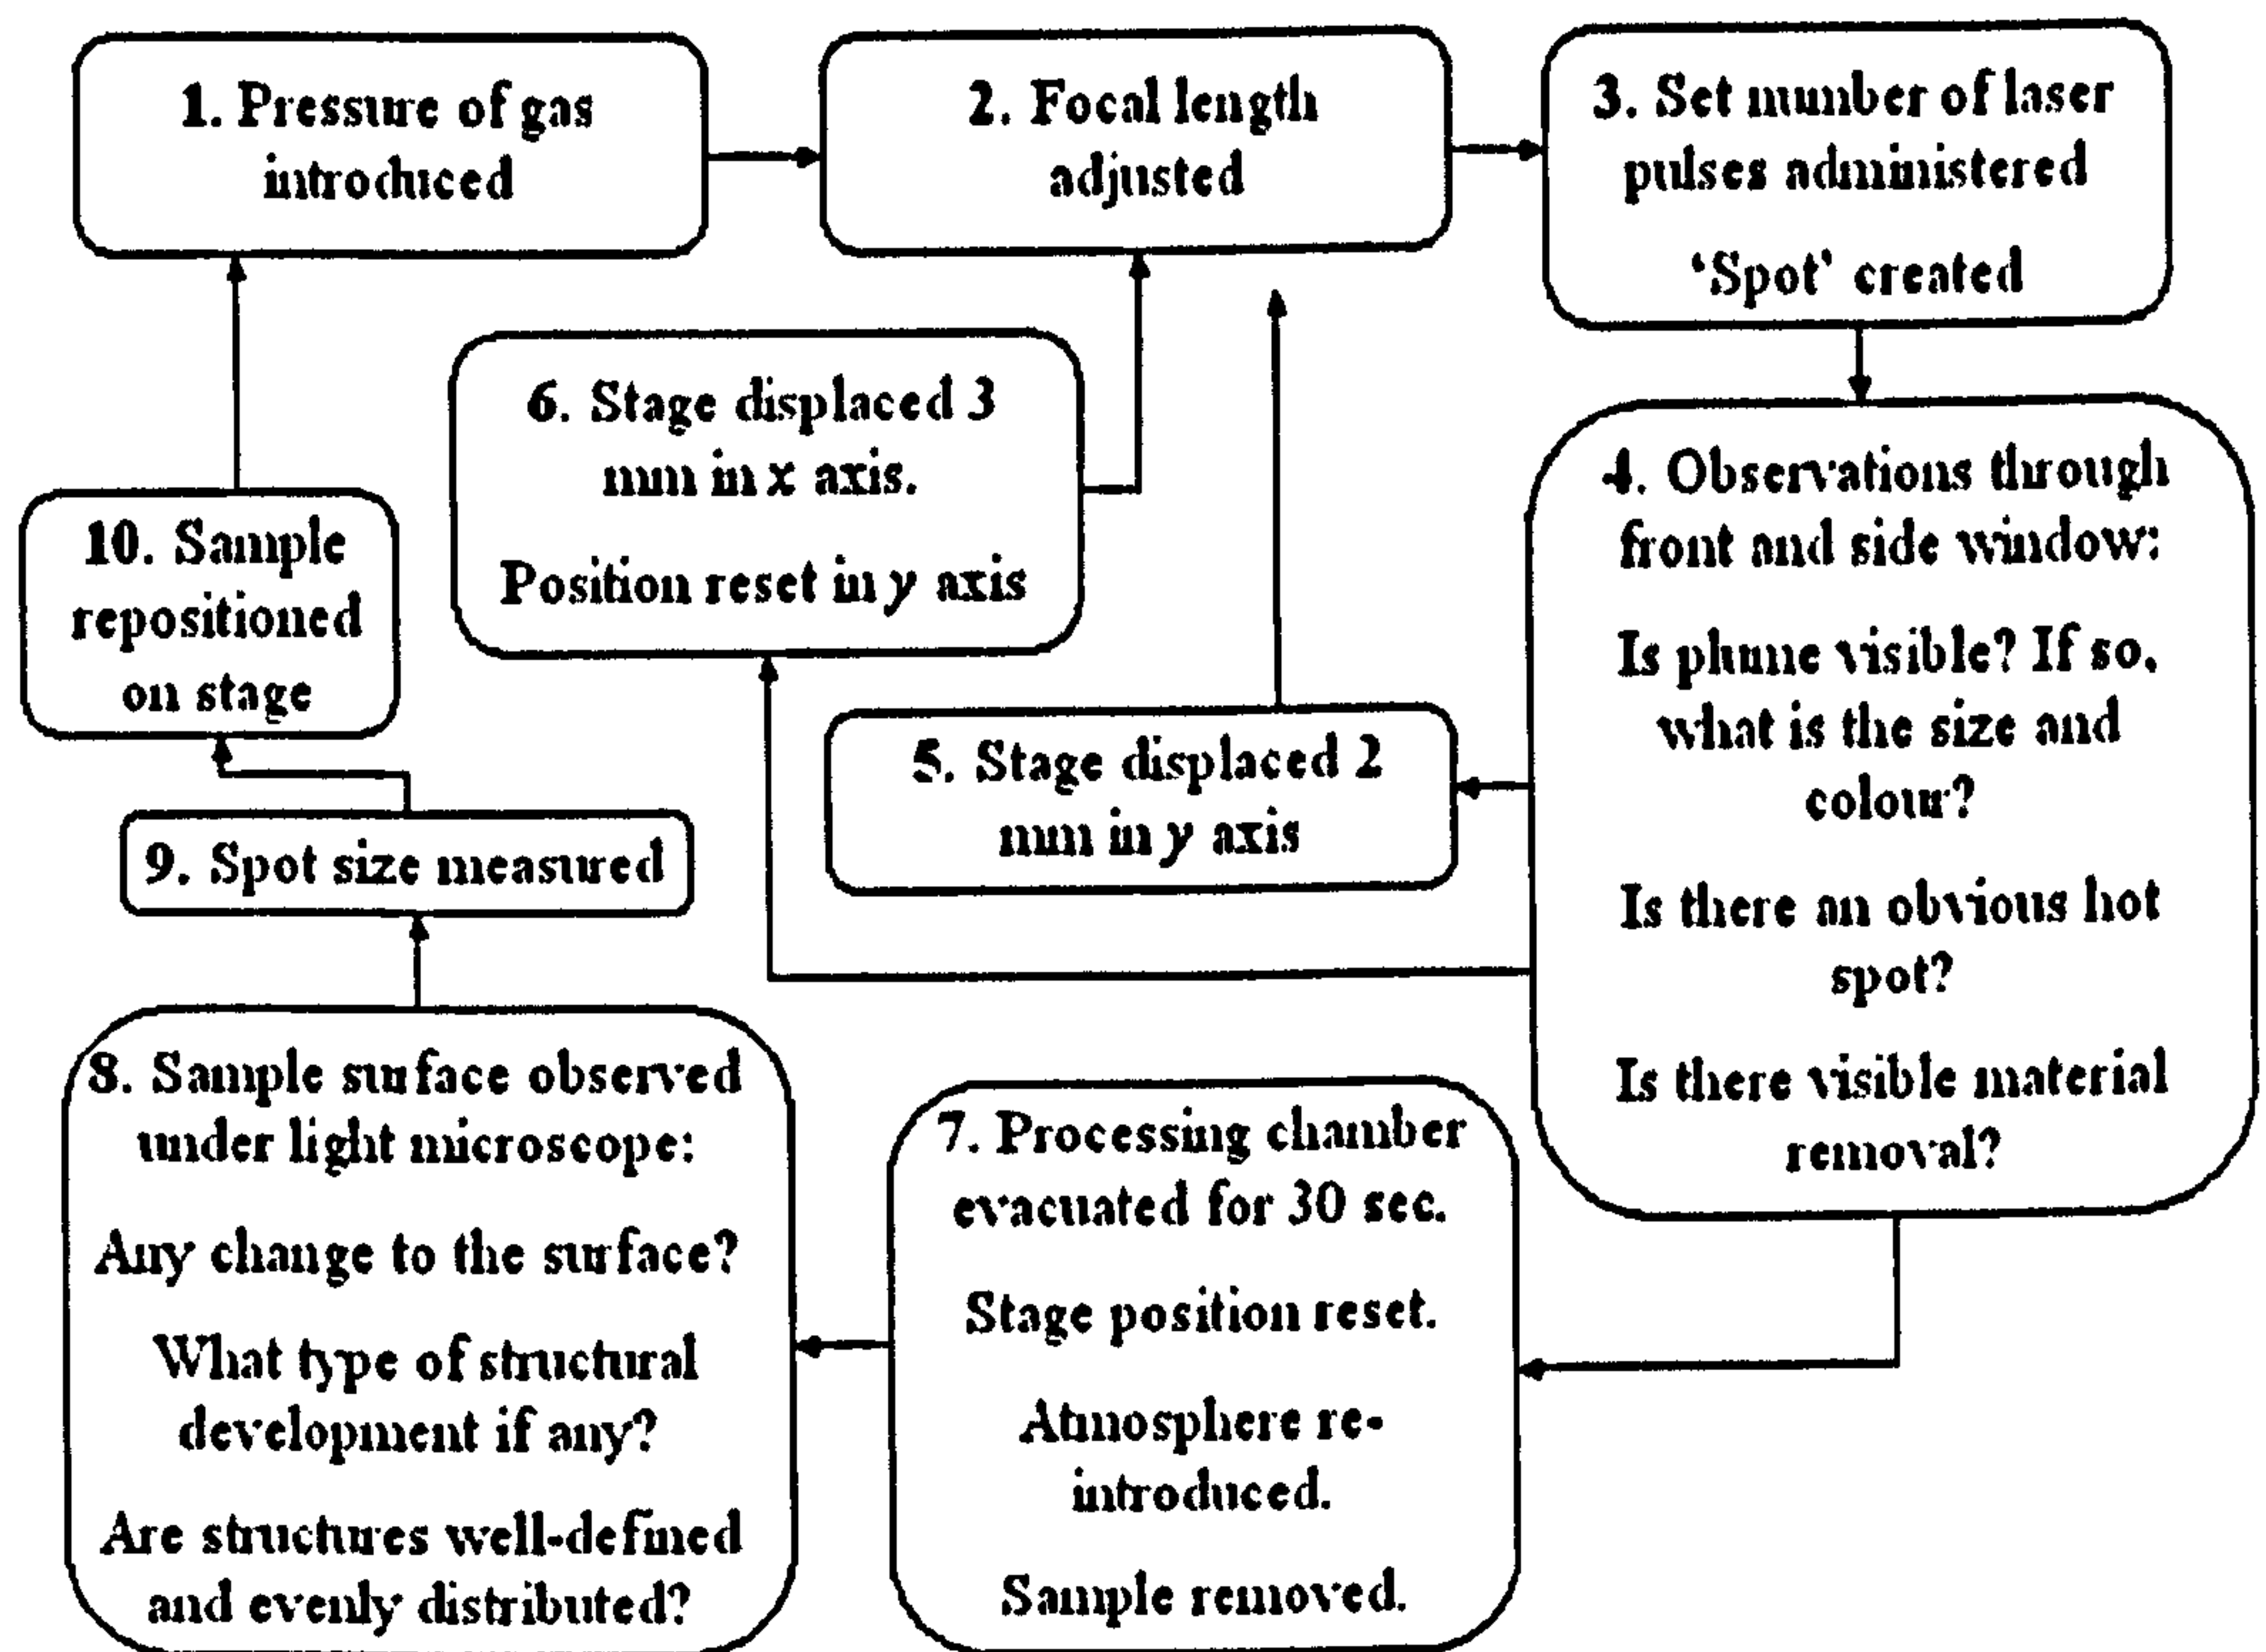 1. Pressure of gas
introduced
2. Focal length
adjusted
3. Set number of laser
pulses administered
‘Spot’ created
4. Observations through
front and side window:
Is plume visible? If so,
what is the size and
colour?
Is there an obvious hot
spot?
Is there visible material
removal?
5. Stage displaced 2
mm in y axis
6. Stage displaced 3
mm in x axis.
Position reset in y axis
7. Processing chamber
evacuated for 30 sec.
Stage position reset.
Atmosphere re-
introduced.
Sample removed.
8. Sample surface observed
under light microscope:
Any change to the surface?
What type of structural
development if any?
Are structures well-defined
and evenly distributed?
9. Spot size measured
10. Sample
repositioned
on stage